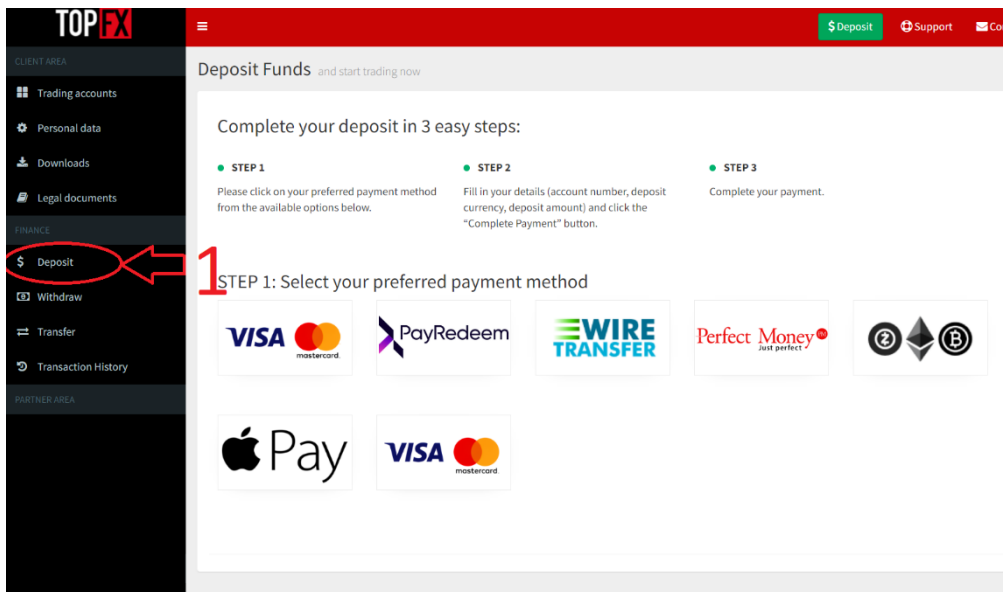 TOPFX
$ Deposit
Support
Co
CLIENT AREA
Trading accounts
Personal data
Downloads
Legal documents
FINANCE
$ Deposit
Withdraw
Transfer
Transaction History
PARTNER AREA
1
Deposit Funds and start trading now
Complete your deposit in 3 easy steps:
STEP 1
Please click on your preferred payment method
from the available options below.
STEP 2
Fill in your details (account number, deposit
currency, deposit amount) and click the
“Complete Payment” button.
STEP 3
Complete your payment.
STEP 1: Select your preferred payment method
VISA mastercard.
PayRedeem
WIRE
TRANSFER
Perfect Money PM
Just perfect
Pay
VISA mastercard.